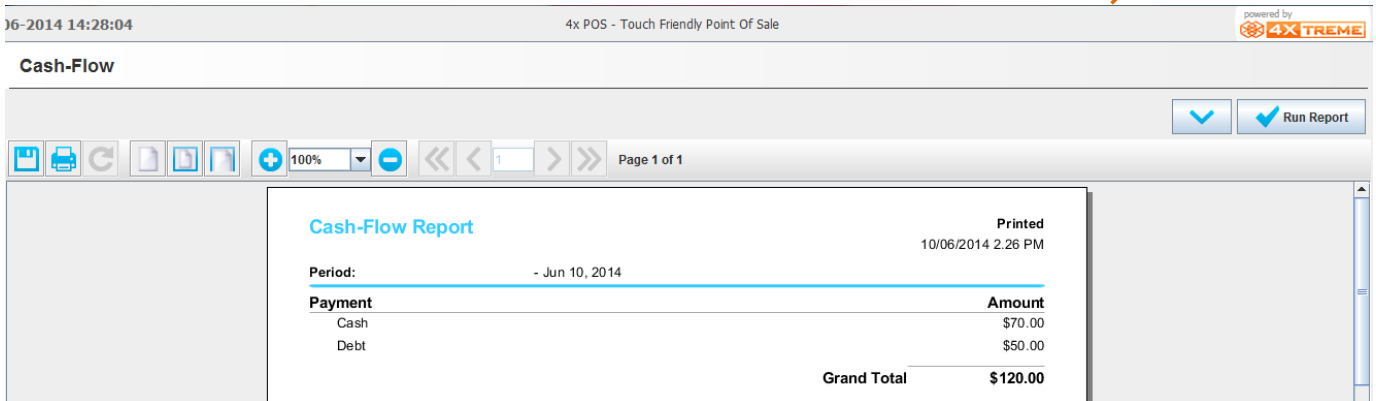 06-2014 14:28:04 4x POS - Touch Friendly Point Of Sale powered by
4XTREME
Cash-Flow
Run Report
100% 1 Page 1 of 1
Cash-Flow Report Printed
10/06/2014 2.26 PM
Period: - Jun 10, 2014
Payment Amount
Cash $70.00
Debt $50.00
Grand Total $120.00